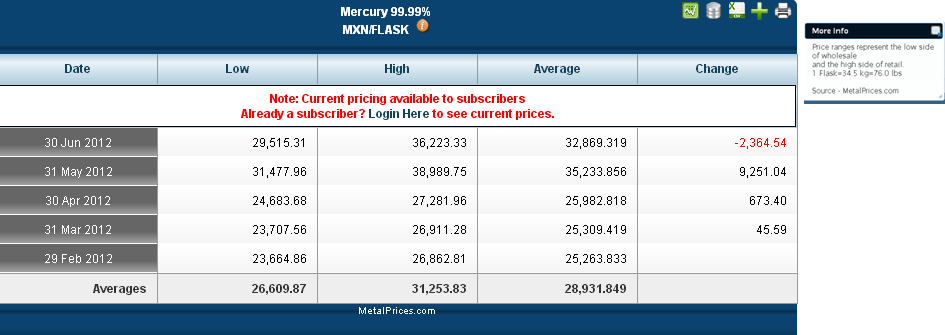 Mercury 99.99%
MXN/FLASK
Date Low High Average Change
Note: Current pricing available to subscribers
Already a subscriber? Login Here to see current prices.
30 Jun 2012 29,515.31 36,223.33 32,869.319 -2,364.54
31 May 2012 31,477.96 38,989.75 35,233.856 9,251.04
30 Apr 2012 24,683.68 27,281.96 25,982.818 673.40
31 Mar 2012 23,707.56 26,911.28 25,309.419 45.59
29 Feb 2012 23,664.86 26,862.81 25,263.833
Averages 26,609.87 31,253.83 28,931.849
MetalPrices.com
More Info
Price ranges represent the low side
of wholesale
and the high side of retail.
1 Flask=34.5 kg=76.0 lbs
Source - MetalPrices.com